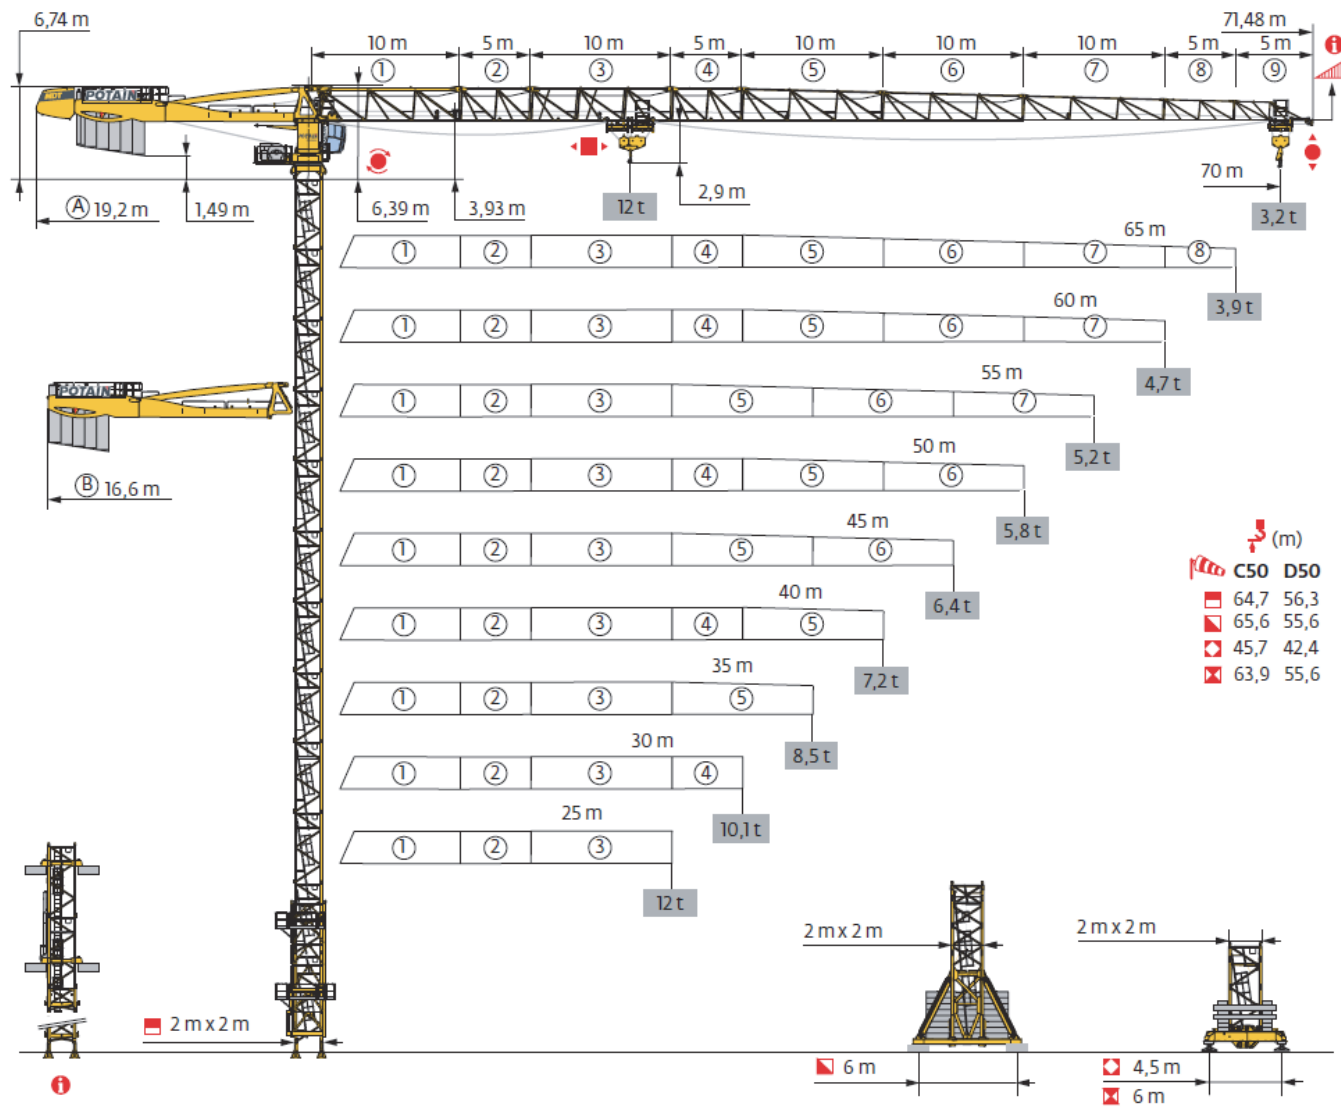 6,74 m
71,48 m
10 m 5 m 10 m 5 m 10 m 10 m 10 m 5 m 5 m
① ② ③ ④ ⑤ ⑥ ⑦ ⑧ ⑨
POTAIN
70 m
Ⓐ 19,2 m
1,49 m
6,39 m
3,93 m
12 t
2,9 m
3,2 t
65 m
① ② ③ ④ ⑤ ⑥ ⑦ ⑧
3,9 t
60 m
① ② ③ ④ ⑤ ⑥ ⑦
4,7 t
55 m
POTAIN
① ② ③ ⑤ ⑥ ⑦
5,2 t
50 m
① ② ③ ④ ⑤ ⑥
Ⓑ 16,6 m
5,8 t
45 m
① ② ③ ⑤ ⑥
6,4 t
(m)
C50 D50
64,7 56,3
65,6 55,6
45,7 42,4
63,9 55,6
40 m
① ② ③ ④ ⑤
7,2 t
35 m
① ② ③ ⑤
8,5 t
30 m
① ② ③ ④
10,1 t
25 m
① ② ③
12 t
2 m x 2 m
2 m x 2 m
2 m x 2 m
6 m
4,5 m
6 m